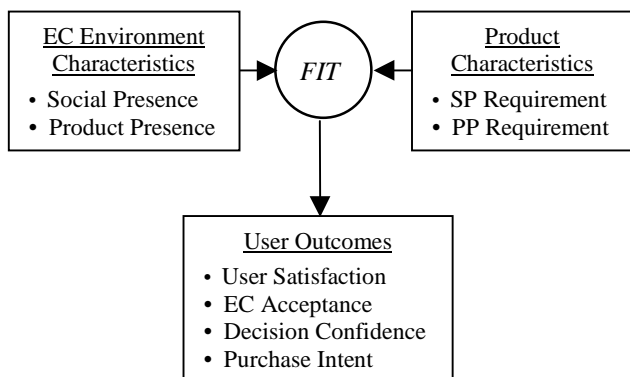 EC Environment
Characteristics
• Social Presence
• Product Presence
FIT
Product
Characteristics
• SP Requirement
• PP Requirement
User Outcomes
• User Satisfaction
• EC Acceptance
• Decision Confidence
• Purchase Intent